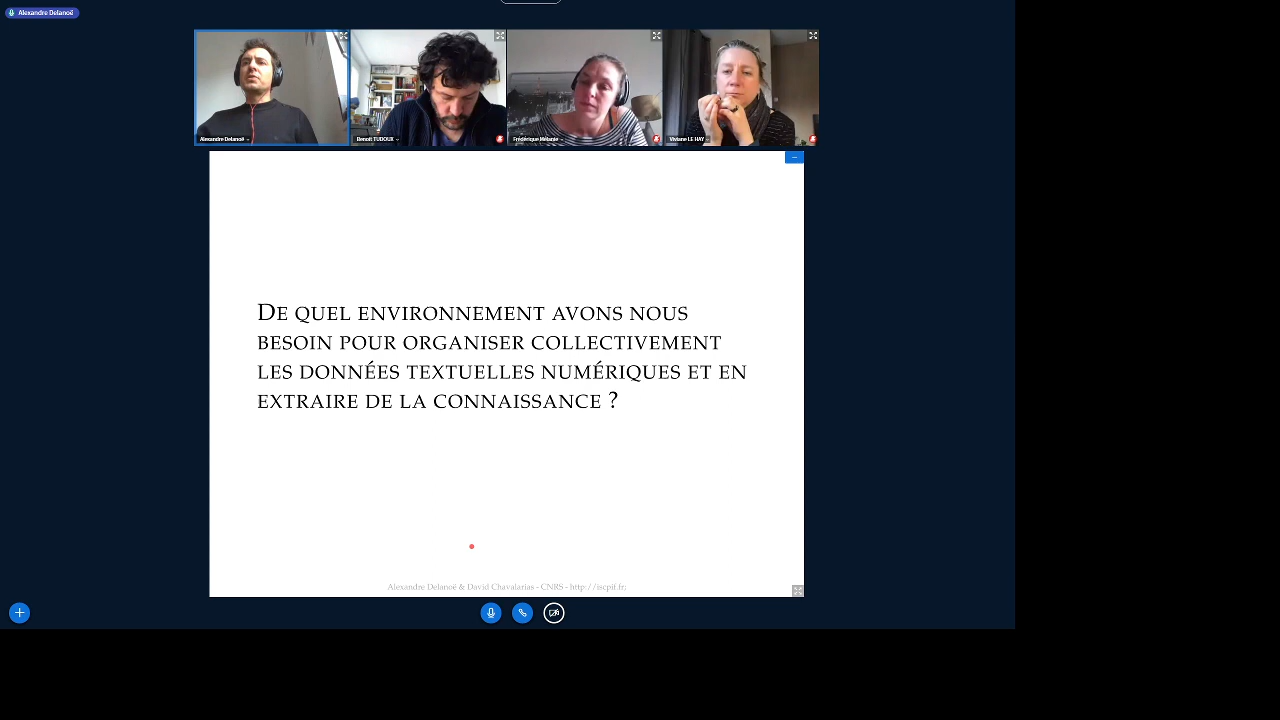 Alexandre Delanoë
Alexandre Delanoë
Benoit TUDOUX
Frédérique Mélanie
Viviane LE HAY
DE QUEL ENVIRONNEMENT AVONS NOUS
BESOIN POUR ORGANISER COLLECTIVEMENT
LES DONNÉES TEXTUELLES NUMÉRIQUES ET EN
EXTRAIRE DE LA CONNAISSANCE ?
Alexandre Delanoë & David Chavalarias - CNRS - http://iscpif.fr;